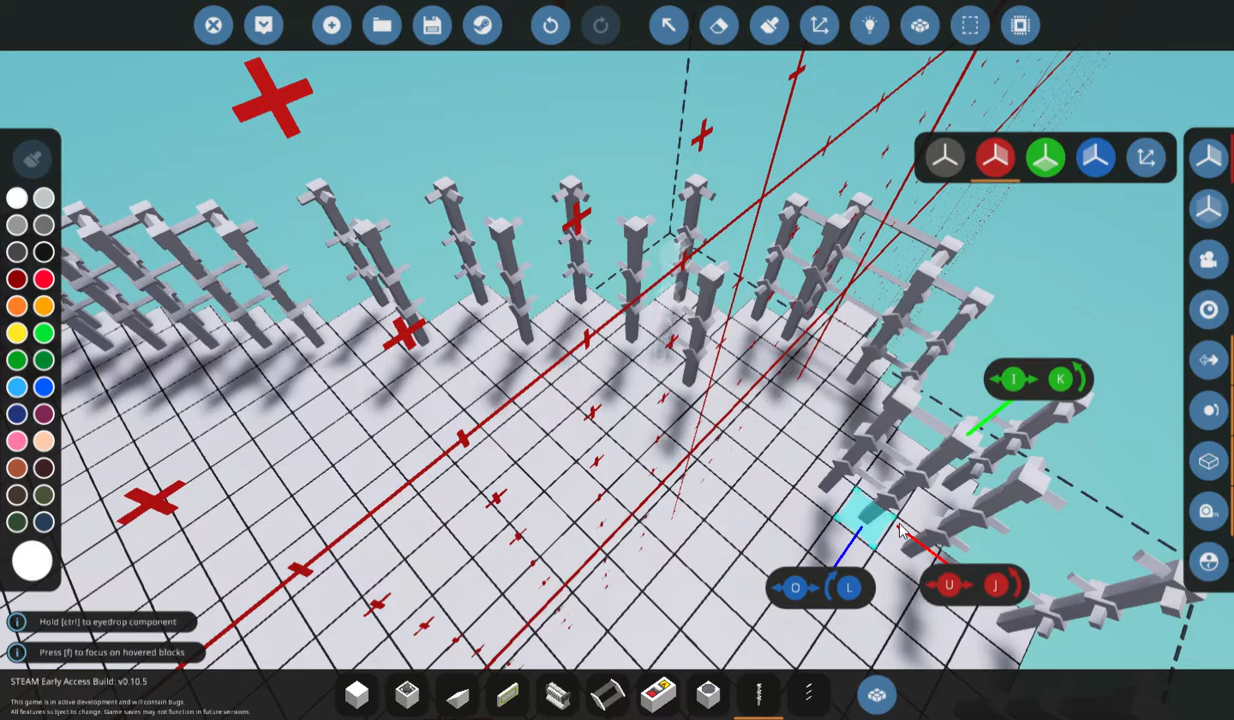 I K
O L
U J
Hold [ctrl] to eyedrop component
Press [f] to focus on hovered blocks
STEAM Early Access Build: v0.10.5
This game is in active development and will contain bugs.
All features subject to change. Game saves may not function in future versions.